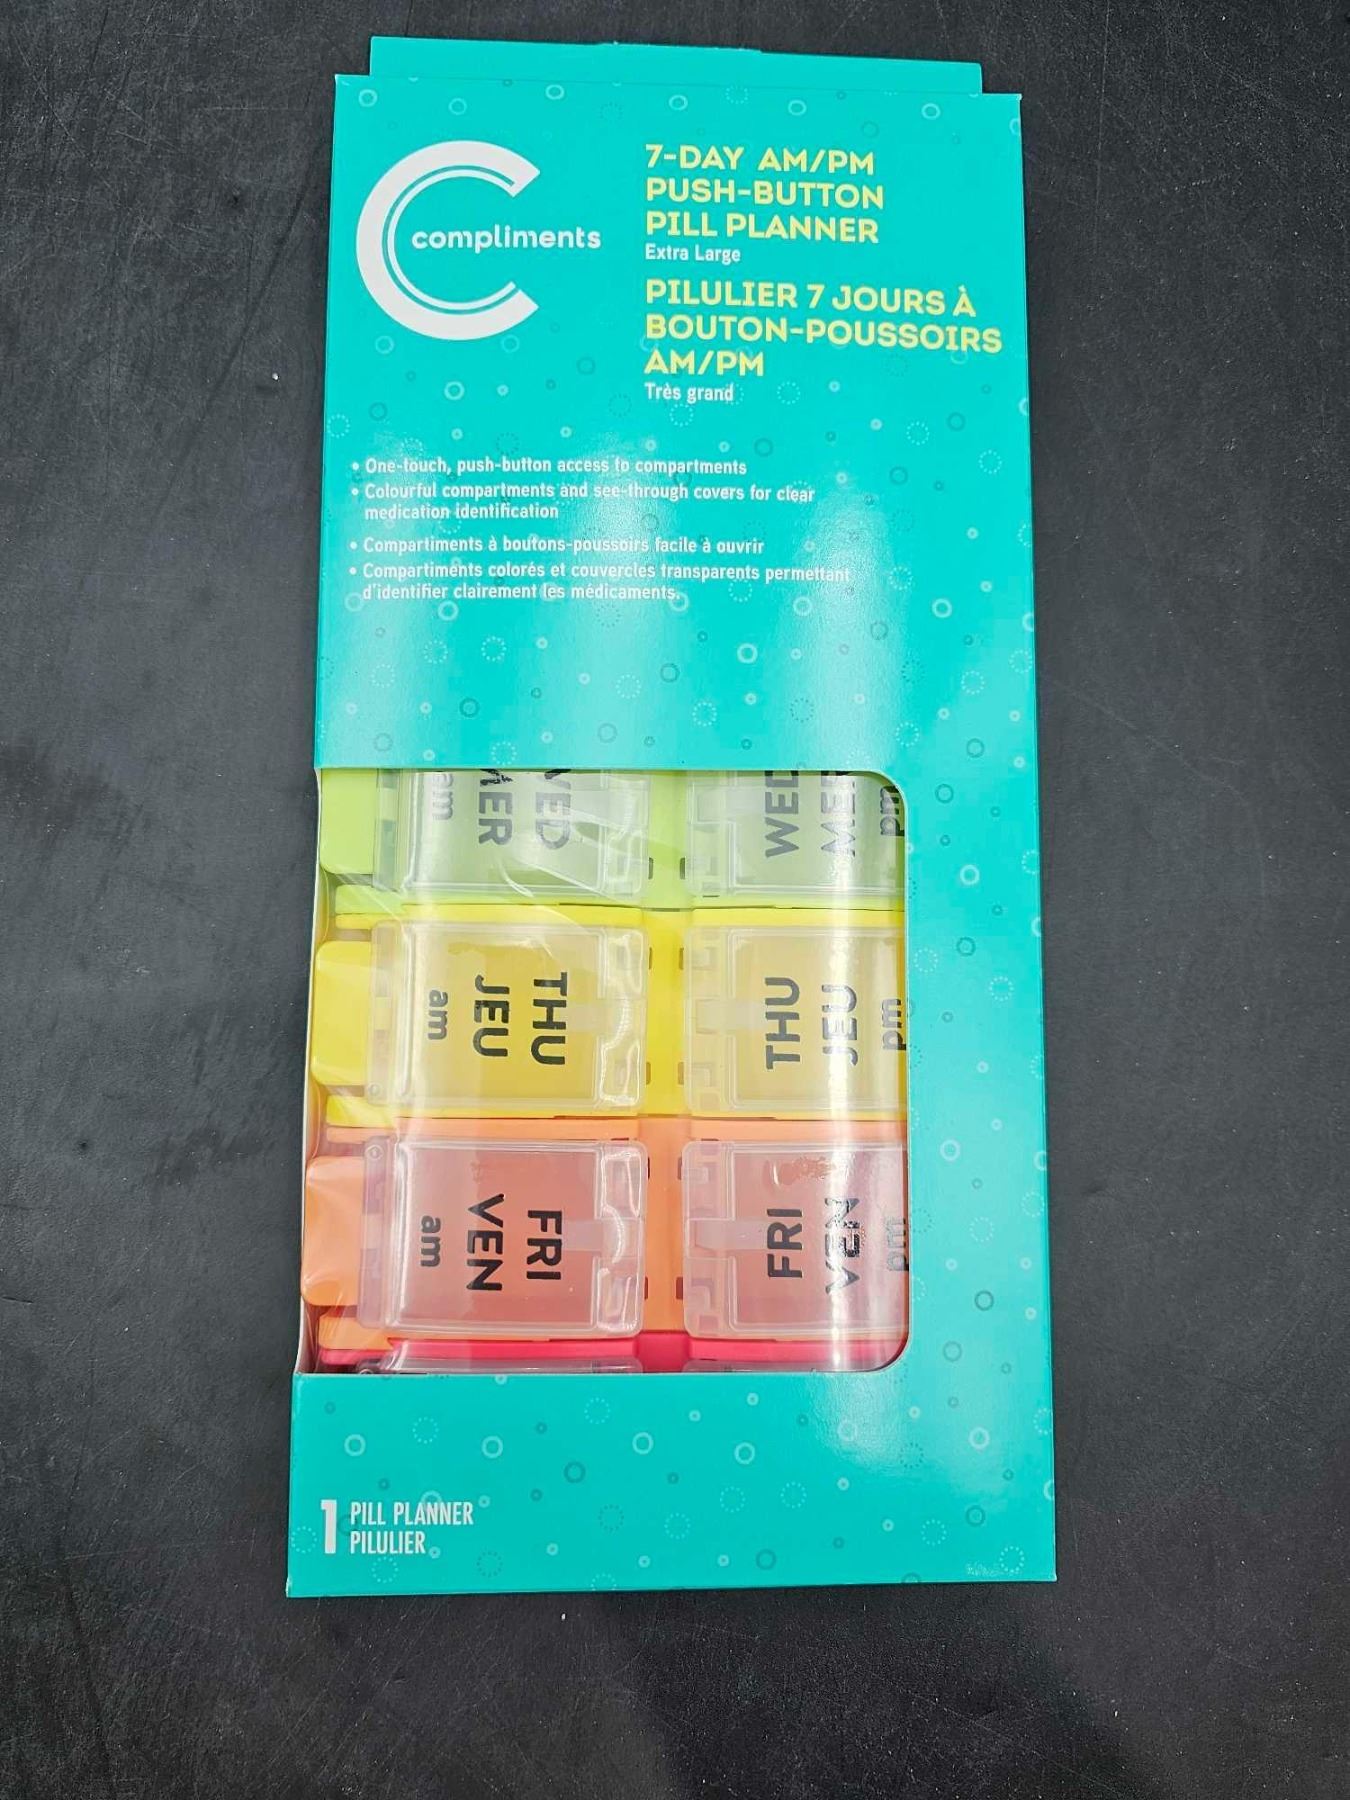 compliments
7-DAY AM/PM
PUSH-BUTTON
PILL PLANNER
Extra Large
PILULIER 7 JOURS À
BOUTON-POUSSOIRS
AM/PM
Très grand
• One-touch, push-button access to compartments
• Colourful compartments and see-through covers for clear
medication identification
• Compartiments à boutons-poussoirs facile à ouvrir
• Compartiments colorés et couvercles transparents permettant
d'identifier clairement les médicaments.
WED
MER
am
WED
MER
pm
THU
JEU
am
THU
JEU
pm
FRI
VEN
am
FRI
VEN
pm
1 PILL PLANNER
PILULIER